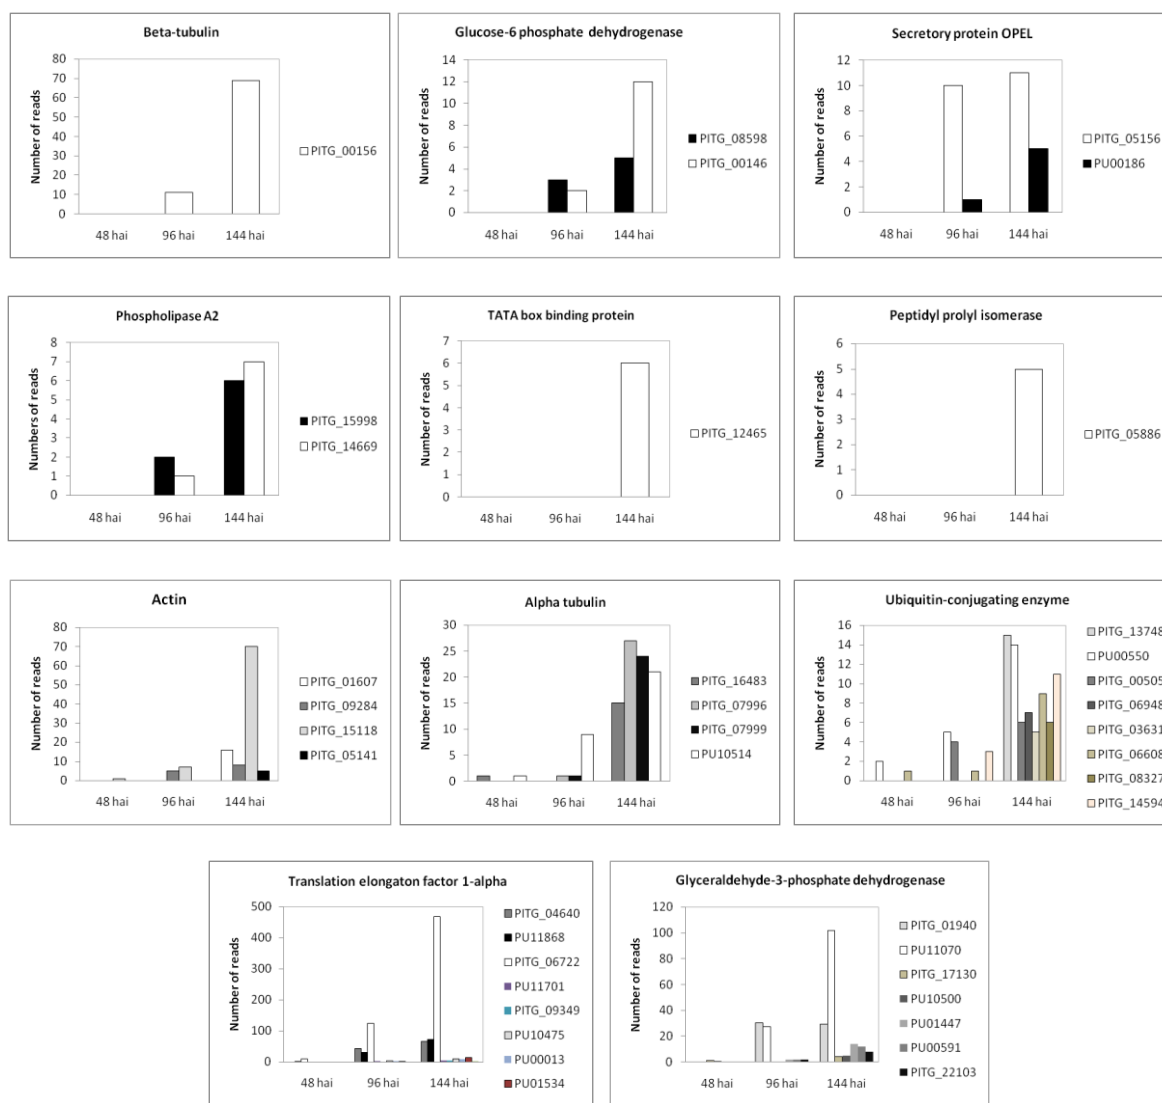 Beta-tubulin
Number of reads
80
70
60
50
40
30
20
10
0
48 hai 96 hai 144 hai
PITG_00156
Glucose-6 phosphate dehydrogenase
Number of reads
14
12
10
8
6
4
2
0
48 hai 96 hai 144 hai
PITG_08598
PITG_00146
Secretory protein OPEL
Number of reads
12
10
8
6
4
2
0
48 hai 96 hai 144 hai
PITG_05156
PU00186
Phospholipase A2
Numbers of reads
8
7
6
5
4
3
2
1
0
48 hai 96 hai 144 hai
PITG_15998
PITG_14669
TATA box binding protein
Number of reads
7
6
5
4
3
2
1
0
48 hai 96 hai 144 hai
PITG_12465
Peptidyl prolyl isomerase
Number of reads
6
5
4
3
2
1
0
48 hai 96 hai 144 hai
PITG_05886
Actin
Number of reads
80
70
60
50
40
30
20
10
0
48 hai 96 hai 144 hai
PITG_01607
PITG_09284
PITG_15118
PITG_05141
Alpha tubulin
Number of reads
30
25
20
15
10
5
0
48 hai 96 hai 144 hai
PITG_16483
PITG_07996
PITG_07999
PU10514
Ubiquitin-conjugating enzyme
Number of reads
16
14
12
10
8
6
4
2
0
48 hai 96 hai 144 hai
PITG_13748
PU00550
PITG_00505
PITG_06948
PITG_03631
PITG_06608
PITG_08327
PITG_14594
Translation elongaton factor 1-alpha
Number of reads
500
400
300
200
100
0
48 hai 96 hai 144 hai
PITG_04640
PU11868
PITG_06722
PU11701
PITG_09349
PU10475
PU00013
PU01534
Glyceraldehyde-3-phosphate dehydrogenase
Number of reads
120
100
80
60
40
20
0
48 hai 96 hai 144 hai
PITG_01940
PU11070
PITG_17130
PU10500
PU01447
PU00591
PITG_22103